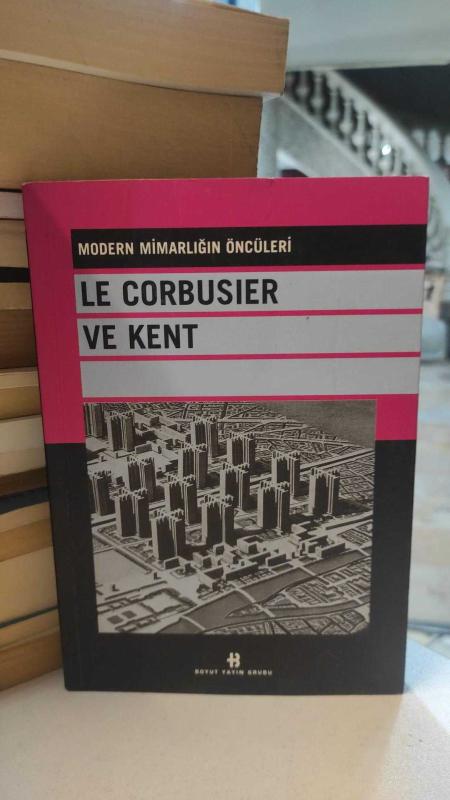 MODERN MİMARLIĞIN ÖNCÜLERİ
LE CORBUSIER
VE KENT
BOYUT YAYIN GRUBU